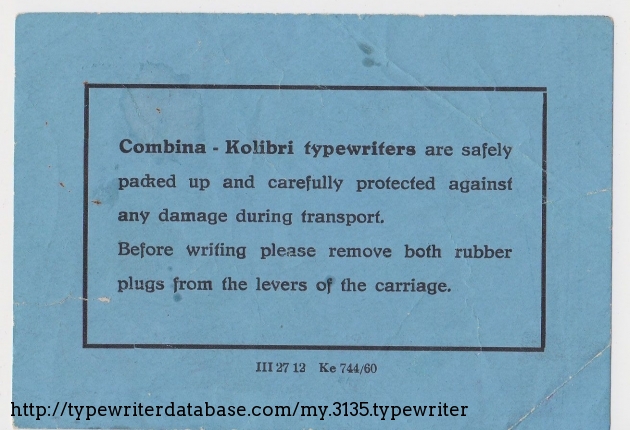 Combina - Kolibri typewriters are safely
packed up and carefully protected against
any damage during transport.
Before writing please remove both rubber
plugs from the levers of the carriage.
III 27 12 Ke 744/60
http://typewriterdatabase.com/my.3135.typewriter